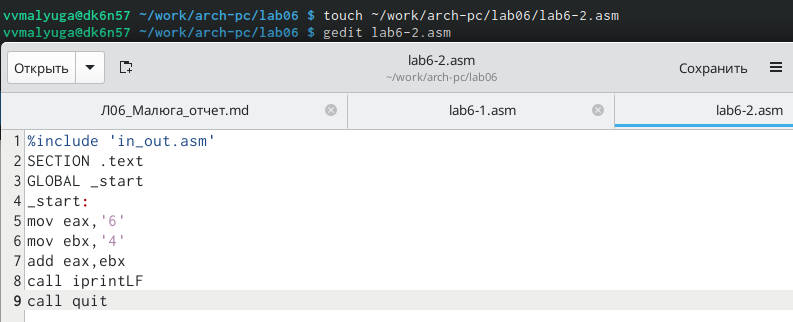 vvmalyuga@dk6n57 ~/work/arch-pc/lab06 $ touch ~/work/arch-pc/lab06/lab6-2.asm
vvmalyuga@dk6n57 ~/work/arch-pc/lab06 $ gedit lab6-2.asm
Открыть
lab6-2.asm
~/work/arch-pc/lab06
Сохранить
Л06_Малюга_отчет.md
lab6-1.asm
lab6-2.asm
1 %include 'in_out.asm'
2 SECTION .text
3 GLOBAL _start
4 _start:
5 mov eax,'6'
6 mov ebx,'4'
7 add eax,ebx
8 call iprintLF
9 call quit